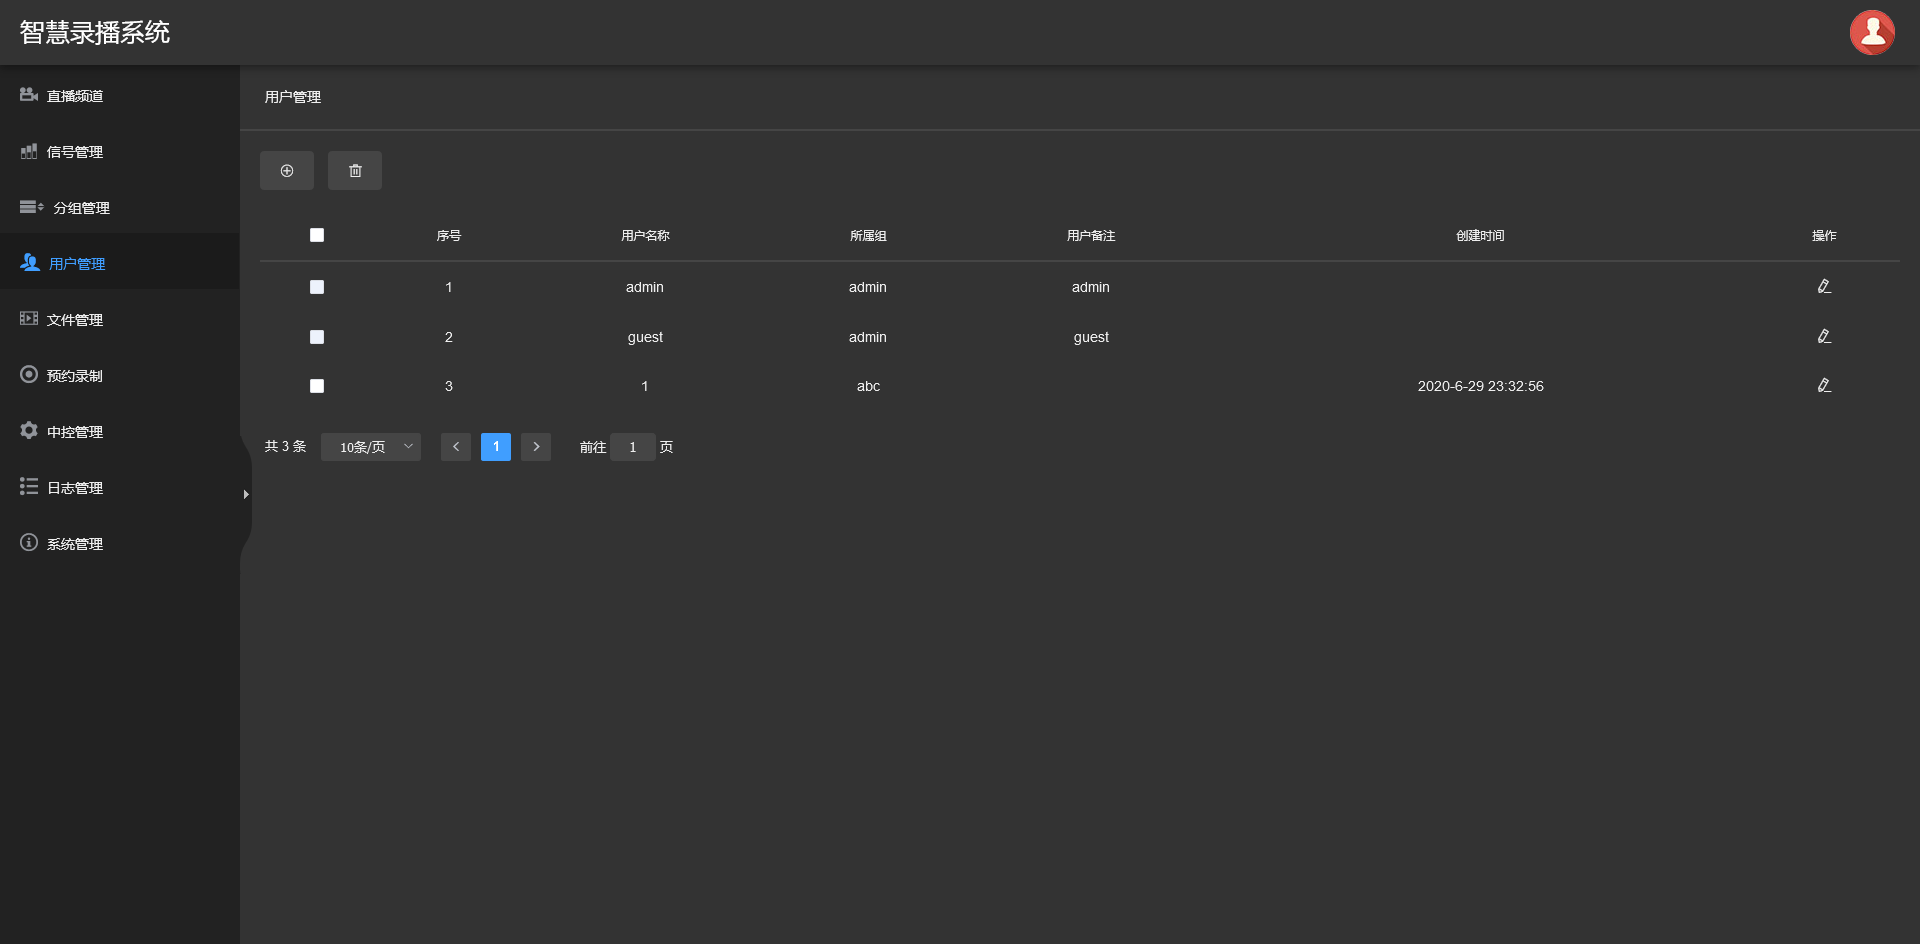 智慧录播系统
直播频道
信号管理
分组管理
用户管理
文件管理
预约录制
中控管理
日志管理
系统管理
用户管理
序号 用户名称 所属组 用户备注 创建时间 操作
1 admin admin admin
2 guest admin guest
3 1 abc 2020-6-29 23:32:56
共 3 条 10条/页 1 前往 1 页